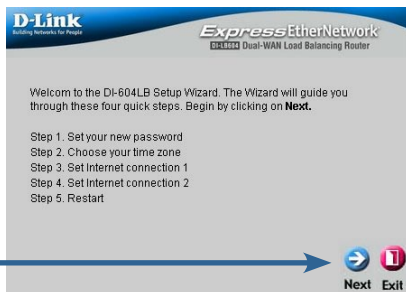 D-Link
Building Networks for People
ExpressEtherNetwork
DI-LB604 Dual-WAN Load Balancing Router
Welcom to the DI-604LB Setup Wizard. The Wizard will guide you
through these four quick steps. Begin by clicking on Next.
Step 1. Set your new password
Step 2. Choose your time zone
Step 3. Set Internet connection 1
Step 4. Set Internet connection 2
Step 5. Restart
Next Exit